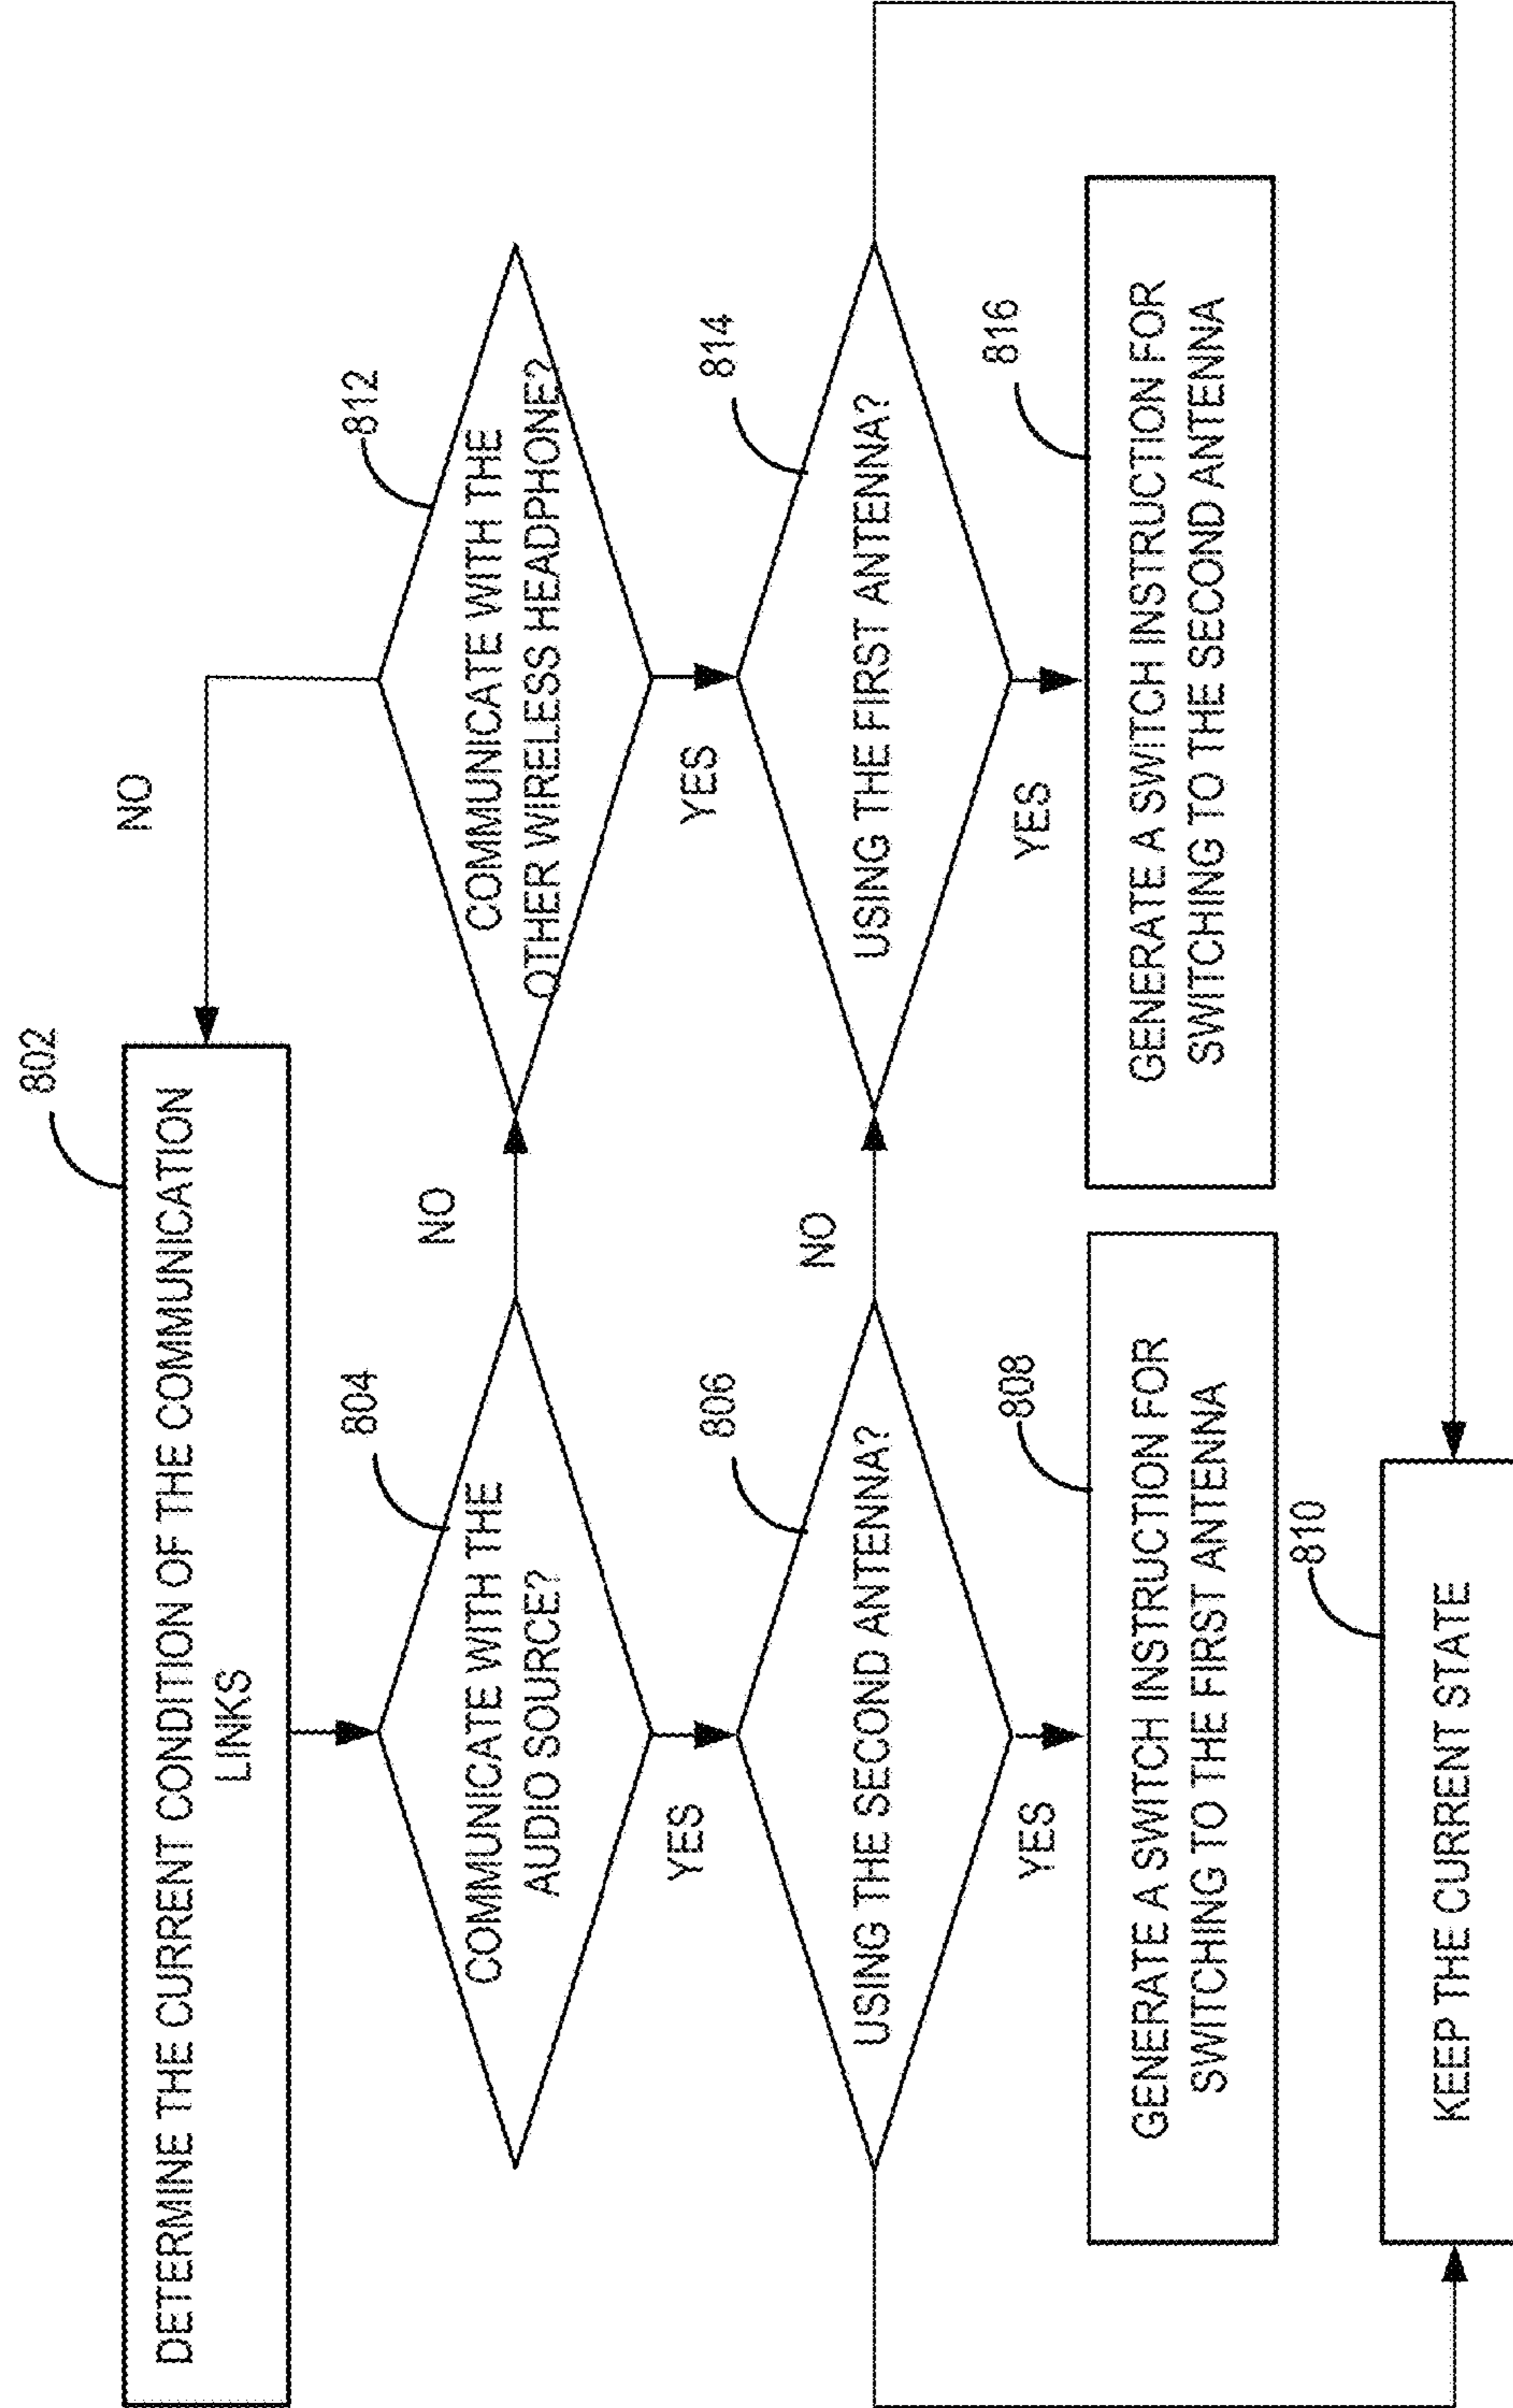 802
DETERMINE THE CURRENT CONDITION OF THE COMMUNICATION
LINKS
NO
804
COMMUNICATE WITH THE
AUDIO SOURCE?
NO
812
COMMUNICATE WITH THE
OTHER WIRELESS HEADPHONE?
YES
YES
806
USING THE SECOND ANTENNA?
NO
814
USING THE FIRST ANTENNA?
YES
YES
808
GENERATE A SWITCH INSTRUCTION FOR
SWITCHING TO THE FIRST ANTENNA
816
GENERATE A SWITCH INSTRUCTION FOR
SWITCHING TO THE SECOND ANTENNA
810
KEEP THE CURRENT STATE